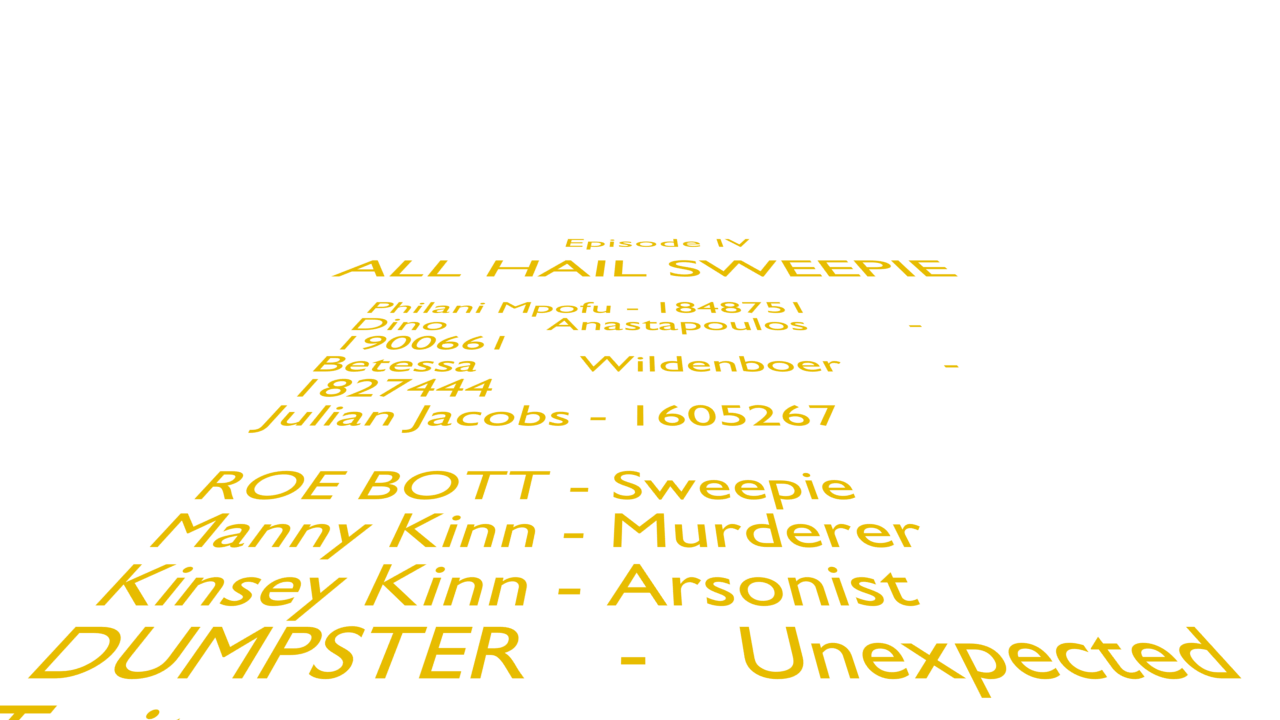 Episode IV
ALL HAIL SWEEPIE
Philani Mpofu - 1848751
Dino Anastapoulos -
1900661
Betessa Wildenboer -
1827444
Julian Jacobs - 1605267
ROE BOTT - Sweepie
Manny Kinn - Murderer
Kinsey Kinn - Arsonist
DUMPSTER - Unexpected